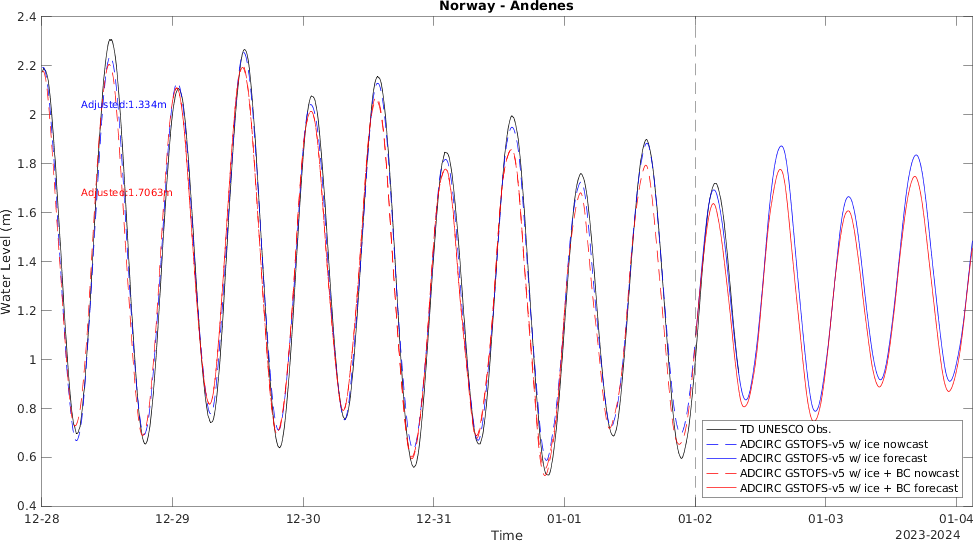 Norway - Andenes
2.4
2.2
2
1.8
1.6
1.4
1.2
1
0.8
0.6
0.4
Water Level (m)
Adjusted:1.334m
Adjusted:1.7063m
TD UNESCO Obs.
ADCIRC GSTOFS-v5 w/ ice nowcast
ADCIRC GSTOFS-v5 w/ ice forecast
ADCIRC GSTOFS-v5 w/ ice + BC nowcast
ADCIRC GSTOFS-v5 w/ ice + BC forecast
12-28 12-29 12-30 12-31 01-01 01-02 01-03 01-04
Time
2023-2024